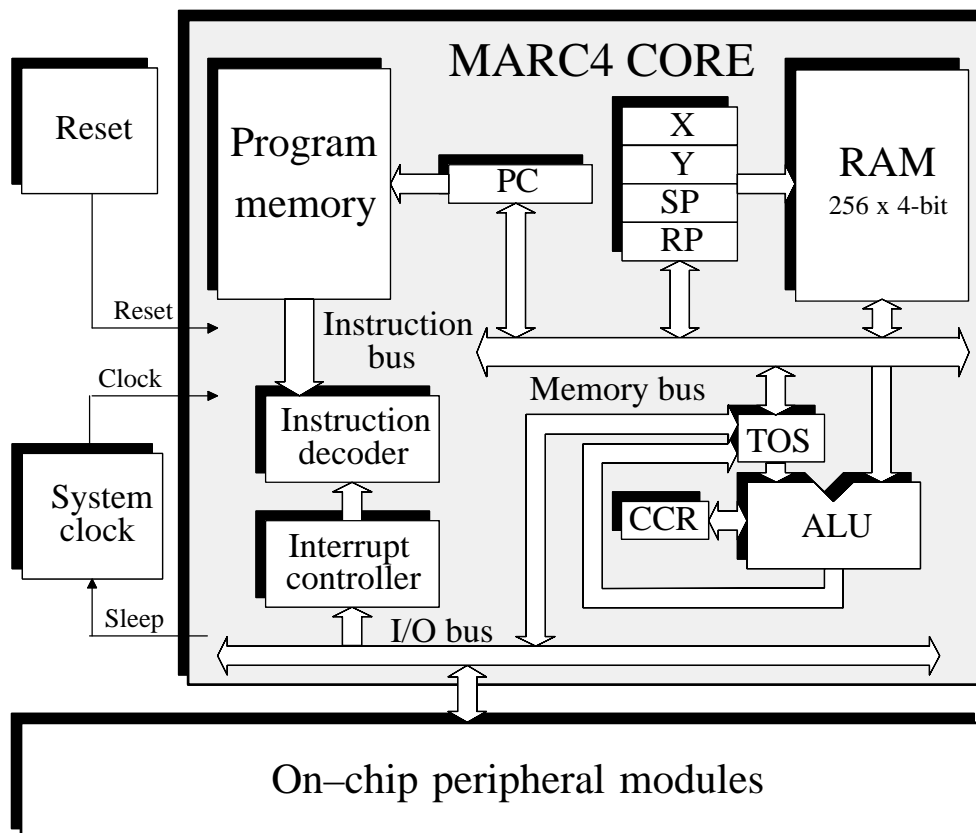 MARC4 CORE
Reset
Program
memory
PC
X
Y
SP
RP
RAM
256 x 4-bit
Reset
Instruction
bus
Clock
Memory bus
Instruction
decoder
TOS
System
clock
CCR
ALU
Interrupt
controller
Sleep
I/O bus
On–chip peripheral modules